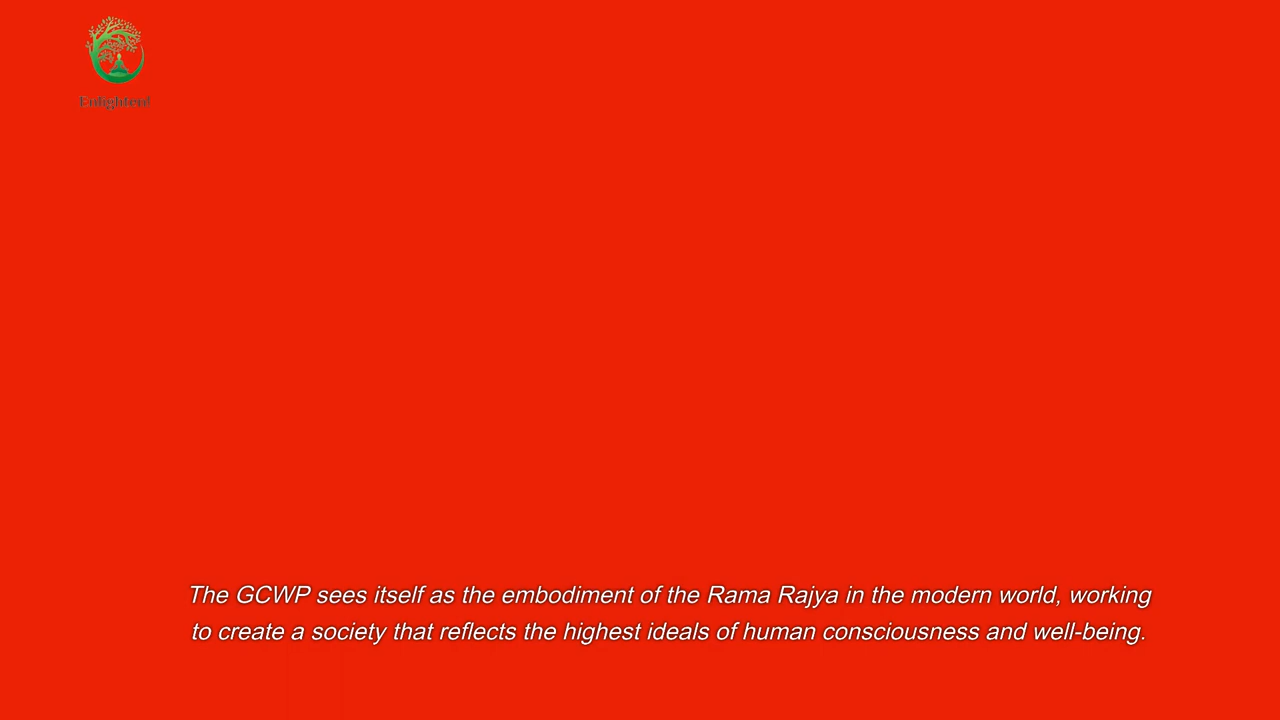 Enlighten!
The GCWP sees itself as the embodiment of the Rama Rajya in the modern world, working
to create a society that reflects the highest ideals of human consciousness and well-being.